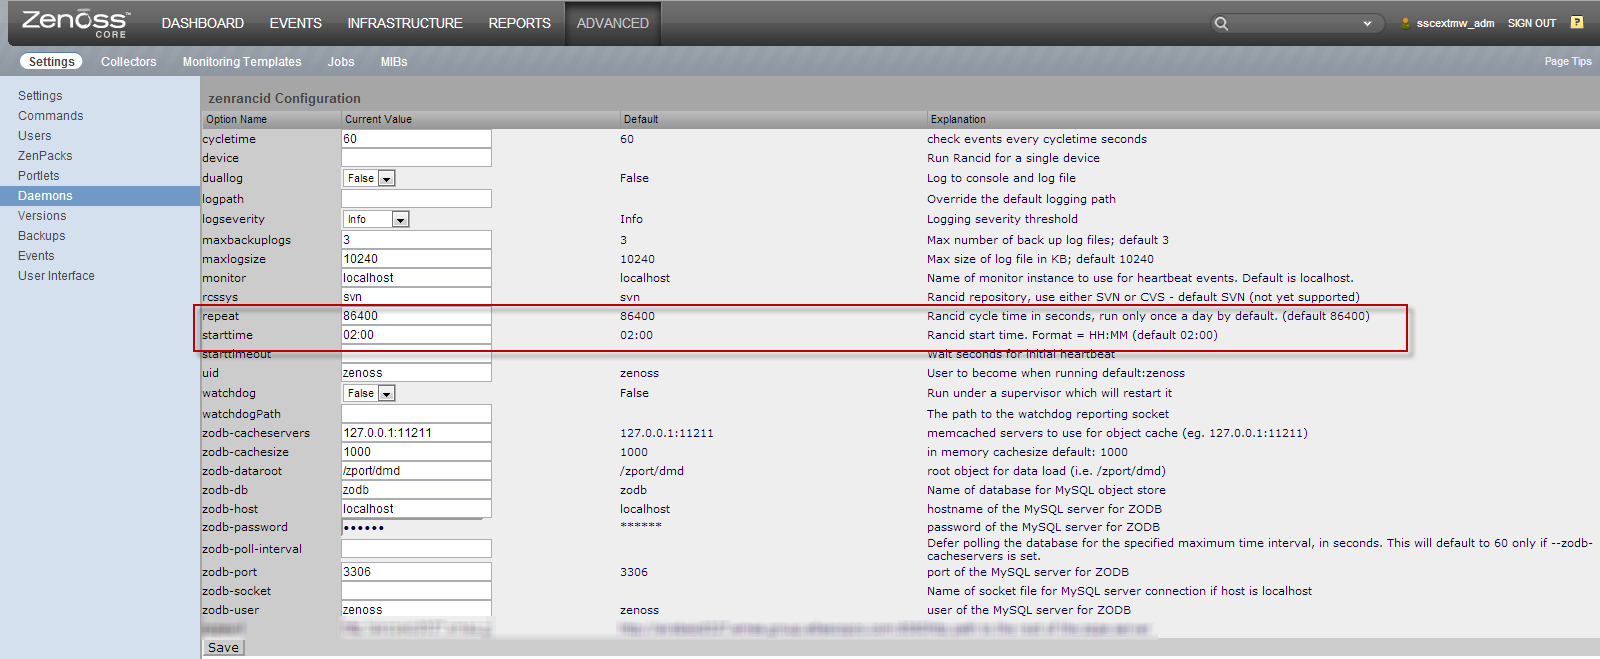 Zenoss™ CORE DASHBOARD EVENTS INFRASTRUCTURE REPORTS ADVANCED sscextmw_adm SIGN OUT ?
Settings Collectors Monitoring Templates Jobs MIBs Page Tips
Settings
Commands
Users
ZenPacks
Portlets
Daemons
Versions
Backups
Events
User Interface
zenrancid Configuration
Option Name Current Value Default Explanation
cycletime 60 60 check events every cycletime seconds
device Run Rancid for a single device
duallog False False Log to console and log file
logpath Override the default logging path
logseverity Info Info Logging severity threshold
maxbackuplogs 3 3 Max number of back up log files; default 3
maxlogsize 10240 10240 Max size of log file in KB; default 10240
monitor localhost localhost Name of monitor instance to use for heartbeat events. Default is localhost.
rcssys svn svn Rancid repository, use either SVN or CVS - default SVN (not yet supported)
repeat 86400 86400 Rancid cycle time in seconds, run only once a day by default. (default 86400)
starttime 02:00 02:00 Rancid start time. Format = HH:MM (default 02:00)
starttimeout Wait seconds for initial heartbeat
uid zenoss zenoss User to become when running default:zenoss
watchdog False False Run under a supervisor which will restart it
watchdogPath The path to the watchdog reporting socket
zodb-cacheservers 127.0.0.1:11211 127.0.0.1:11211 memcached servers to use for object cache (eg. 127.0.0.1:11211)
zodb-cachesize 1000 1000 in memory cachesize default: 1000
zodb-dataroot /zport/dmd /zport/dmd root object for data load (i.e. /zport/dmd)
zodb-db zodb zodb Name of database for MySQL object store
zodb-host localhost localhost hostname of the MySQL server for ZODB
zodb-password •••••• ****** password of the MySQL server for ZODB
zodb-poll-interval Defer polling the database for the specified maximum time interval, in seconds. This will default to 60 only if --zodb-
cacheservers is set.
zodb-port 3306 3306 port of the MySQL server for ZODB
zodb-socket Name of socket file for MySQL server connection if host is localhost
zodb-user zenoss zenoss user of the MySQL server for ZODB
Save